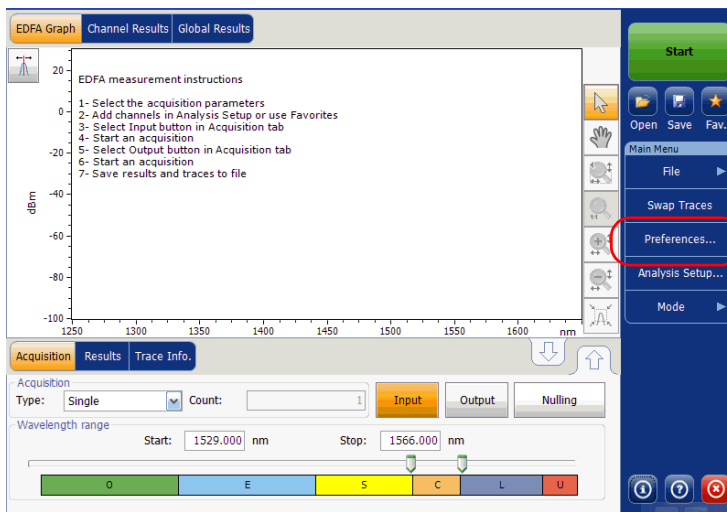 EDFA Graph Channel Results Global Results
Start
EDFA measurement instructions
1- Select the acquisition parameters
2- Add channels in Analysis Setup or use Favorites
3- Select Input button in Acquisition tab
4- Start an acquisition
5- Select Output button in Acquisition tab
6- Start an acquisition
7- Save results and traces to file
20
0
-20
-40
-60
-80
-100
dBm
1250 1300 1350 1400 1450 1500 1550 1600 nm
1:1
Open Save Fav.
Main Menu
File
Swap Traces
Preferences...
Analysis Setup...
Mode
Acquisition Results Trace Info.
Acquisition
Type: Single Count: 1 Input Output Nulling
Wavelength range
Start: 1529.000 nm Stop: 1566.000 nm
O E S C L U